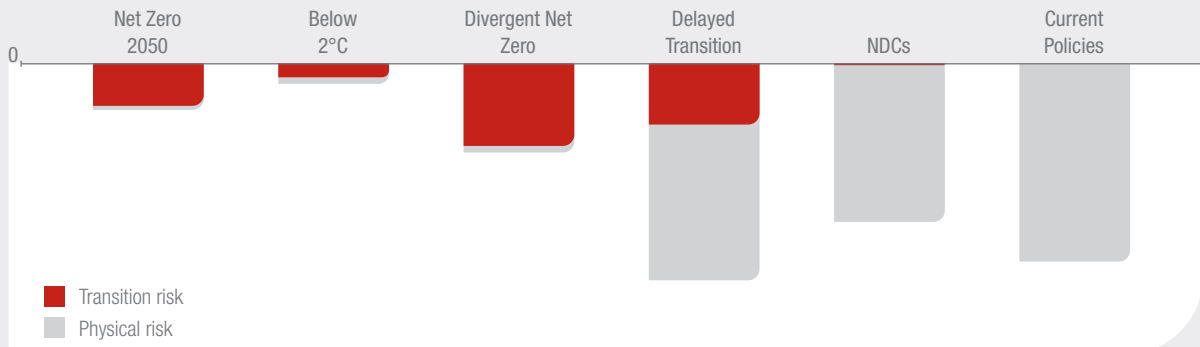 Net Zero
2050
Below
2°C
Divergent Net
Zero
Delayed
Transition
NDCs
Current
Policies
0
Transition risk
Physical risk